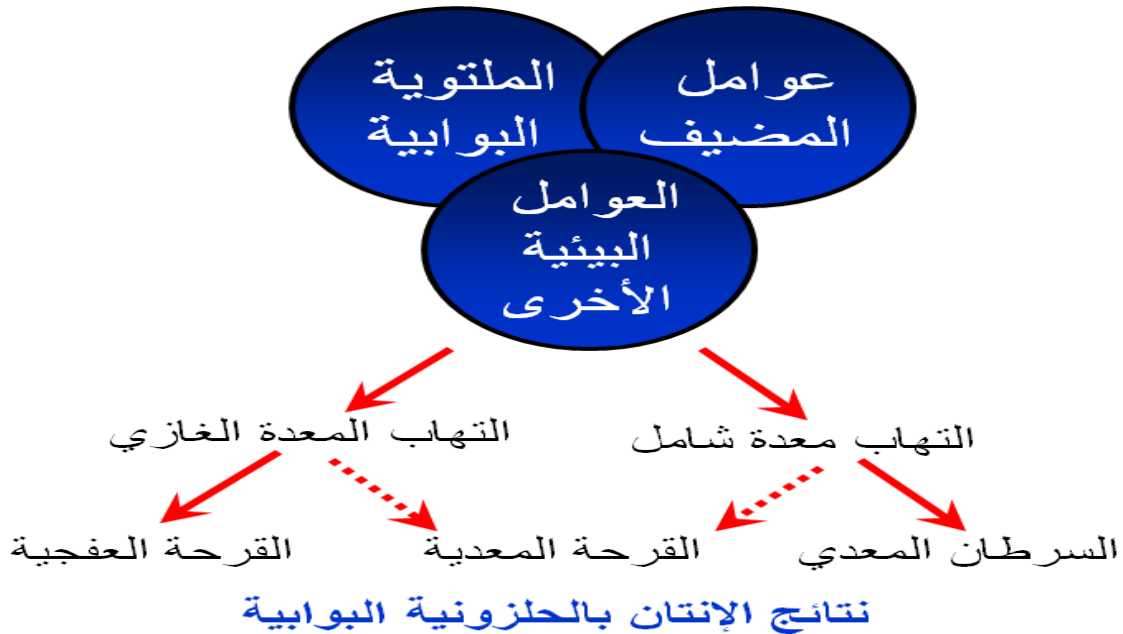 عوامل
المضيف
الملتوية
البوابية
العوامل
البيئية
الأخرى
التهاب معدة شامل
التهاب المعدة الغازي
السرطان المعدي
القرحة المعدية
القرحة العفجية
نتائج الإنتان بالحلزونية البوابية